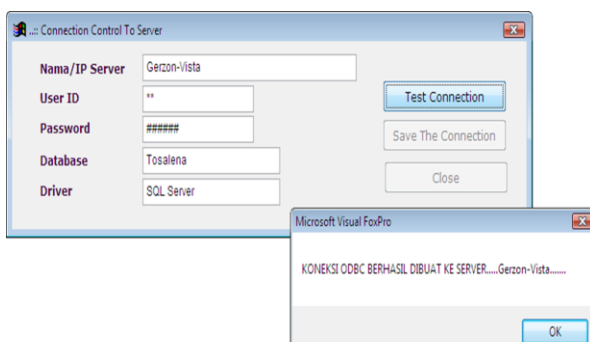 ..:: Connection Control To Server
Nama/IP Server Gerzon-Vista
User ID **
Password ######
Database Tosalena
Driver SQL Server
Test Connection
Save The Connection
Close
Microsoft Visual FoxPro
KONEKSI ODBC BERHASIL DIBUAT KE SERVER.....Gerzon-Vista.......
OK